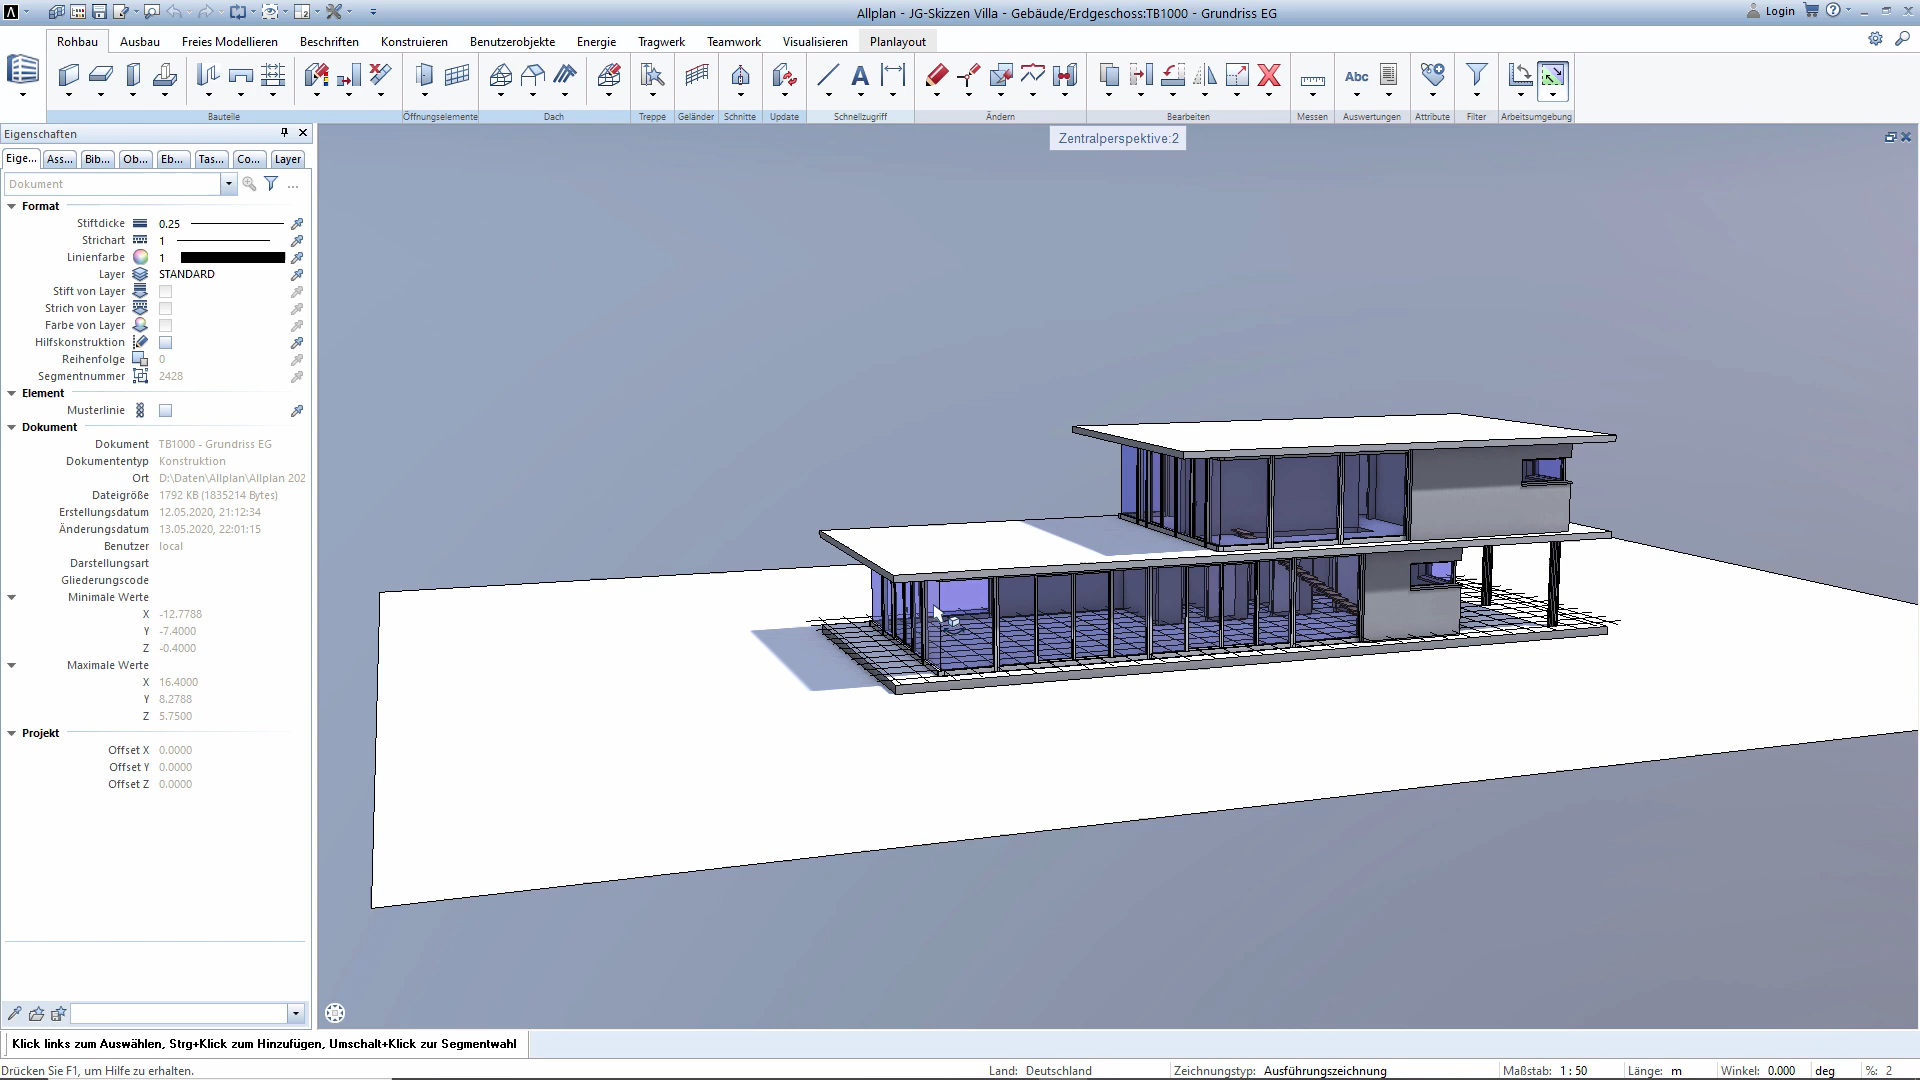 Allplan - JG-Skizzen Villa - Gebäude/Erdgeschoss:TB1000 - Grundriss EG
Login
Rohbau Ausbau Freies Modellieren Beschriften Konstruieren Benutzerobjekte Energie Tragwerk Teamwork Visualisieren Planlayout
Abc
Bauteile Öffnungselemente Dach Treppe Geländer Schnitte Update Schnellzugriff Ändern Bearbeiten Messen Auswertungen Attribute Filter Arbeitsumgebung
Eigenschaften
Zentralperspektive:2
Eige... Ass... Bib... Ob... Eb... Tas... Co... Layer
Dokument
Format
Stiftdicke 0.25
Strichart 1
Linienfarbe 1
Layer STANDARD
Stift von Layer
Strich von Layer
Farbe von Layer
Hilfskonstruktion
Reihenfolge 0
Segmentnummer 2428
Element
Musterlinie
Dokument
Dokument TB1000 - Grundriss EG
Dokumententyp Konstruktion
Ort D:\Daten\Allplan\Allplan 202
Dateigröße 1792 KB (1835214 Bytes)
Erstellungsdatum 12.05.2020, 21:12:34
Änderungsdatum 13.05.2020, 22:01:15
Benutzer local
Darstellungsart
Gliederungscode
Minimale Werte
X -12.7788
Y -7.4000
Z -0.4000
Maximale Werte
X 16.4000
Y 8.2788
Z 5.7500
Projekt
Offset X 0.0000
Offset Y 0.0000
Offset Z 0.0000
Klick links zum Auswählen, Strg+Klick zum Hinzufügen, Umschalt+Klick zur Segmentwahl
Drücken Sie F1, um Hilfe zu erhalten. Land: Deutschland Zeichnungstyp: Ausführungszeichnung Maßstab: 1 : 50 Länge: m Winkel: 0.000 deg %: 2